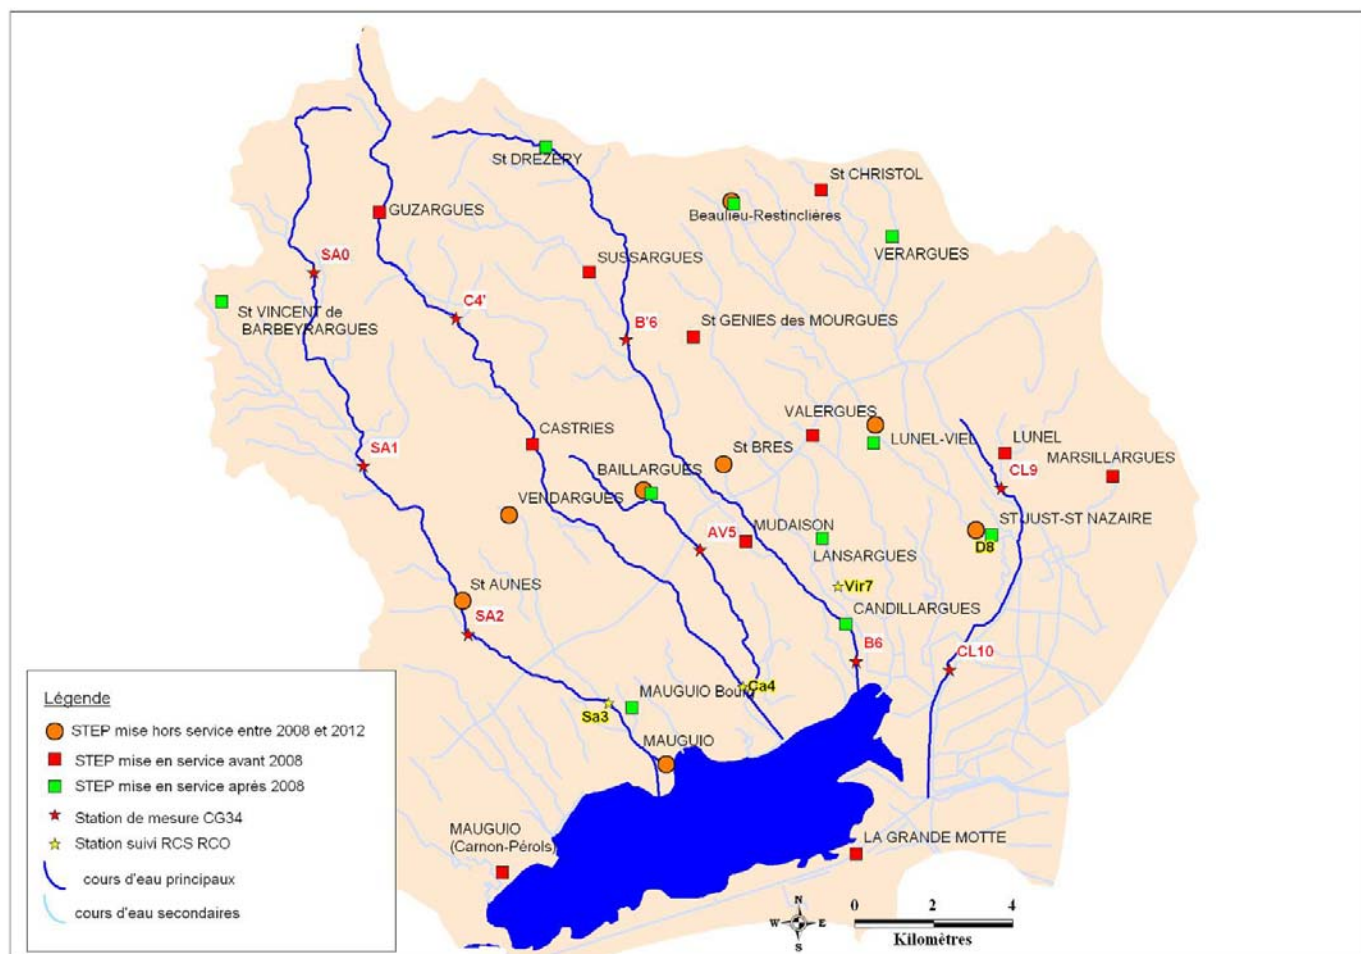 St DREZERY
St CHRISTOL
GUZARGUES
Beaulieu-Restinclières
VERARGUES
SA0
SUSSARGUES
St VINCENT de
BARBEYRARGUES
C4'
B'6
St GENIES des MOURGUES
VALERGUES
CASTRIES
St BRES
LUNEL-VIEL
LUNEL
SA1
BAILLARGUES
CL9
MARSILLARGUES
VENDARGUES
ST JUST-ST NAZAIRE
AV5
MUDAISON
D8
LANSARGUES
St AUNES
Vir7
SA2
CANDILLARGUES
B6
CL10
Ca4
MAUGUIO Bourg
Sa3
MAUGUIO
MAUGUIO
(Carnon-Pérols)
LA GRANDE MOTTE
Légende
STEP mise hors service entre 2008 et 2012
STEP mise en service avant 2008
STEP mise en service après 2008
Station de mesure CG34
Station suivi RCS RCO
cours d'eau principaux
cours d'eau secondaires
N
W E
S
0 2 4
Kilomètres